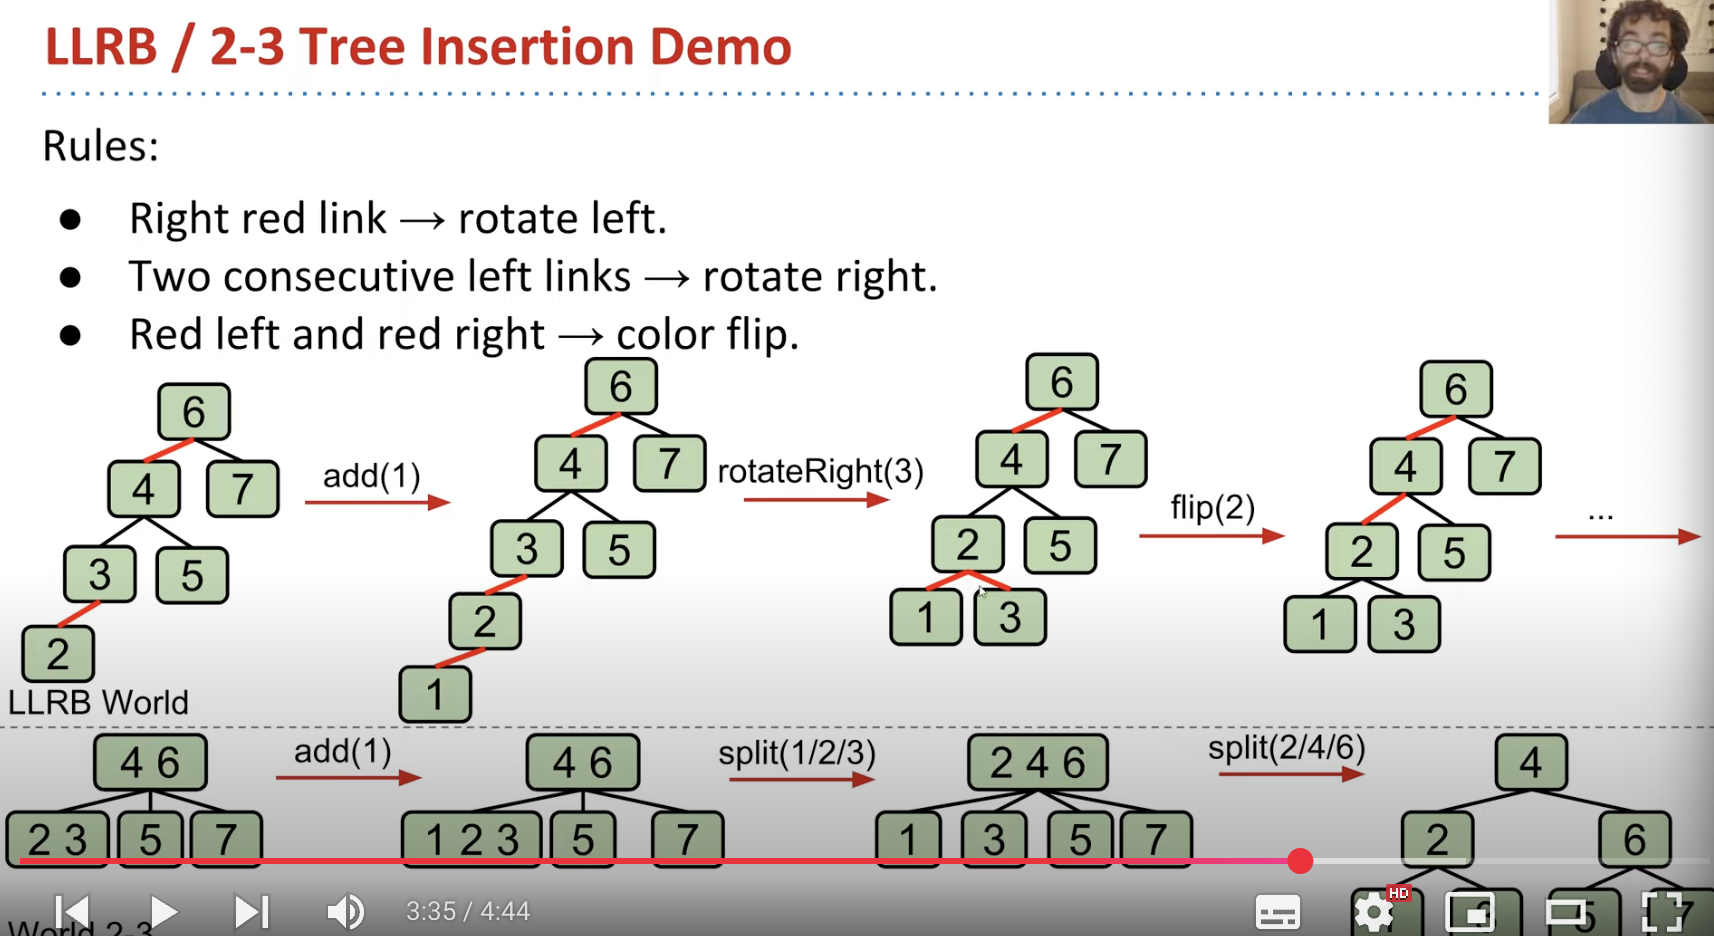 LLRB / 2-3 Tree Insertion Demo
Rules:
● Right red link → rotate left.
● Two consecutive left links → rotate right.
● Red left and red right → color flip.
6
4 7
3 5
2
add(1)
6
4 7
3 5
2
1
rotateRight(3)
6
4 7
2 5
1 3
flip(2)
6
4 7
2 5
1 3
...
LLRB World
4 6
2 3 5 7
add(1)
4 6
1 2 3 5 7
split(1/2/3)
2 4 6
1 3 5 7
split(2/4/6)
4
2 6
3 5 7
World 2-3
3:35 / 4:44
HD